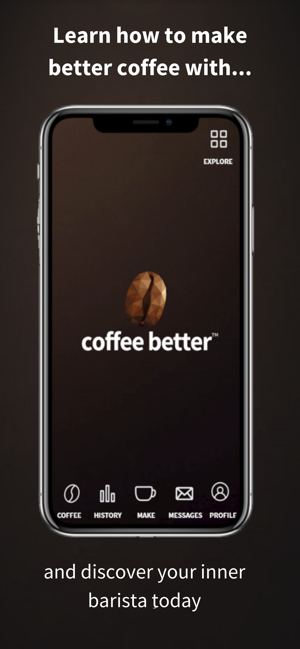 Learn how to make
better coffee with...
EXPLORE
coffee better™
COFFEE HISTORY MAKE MESSAGES PROFILE
and discover your inner
barista today